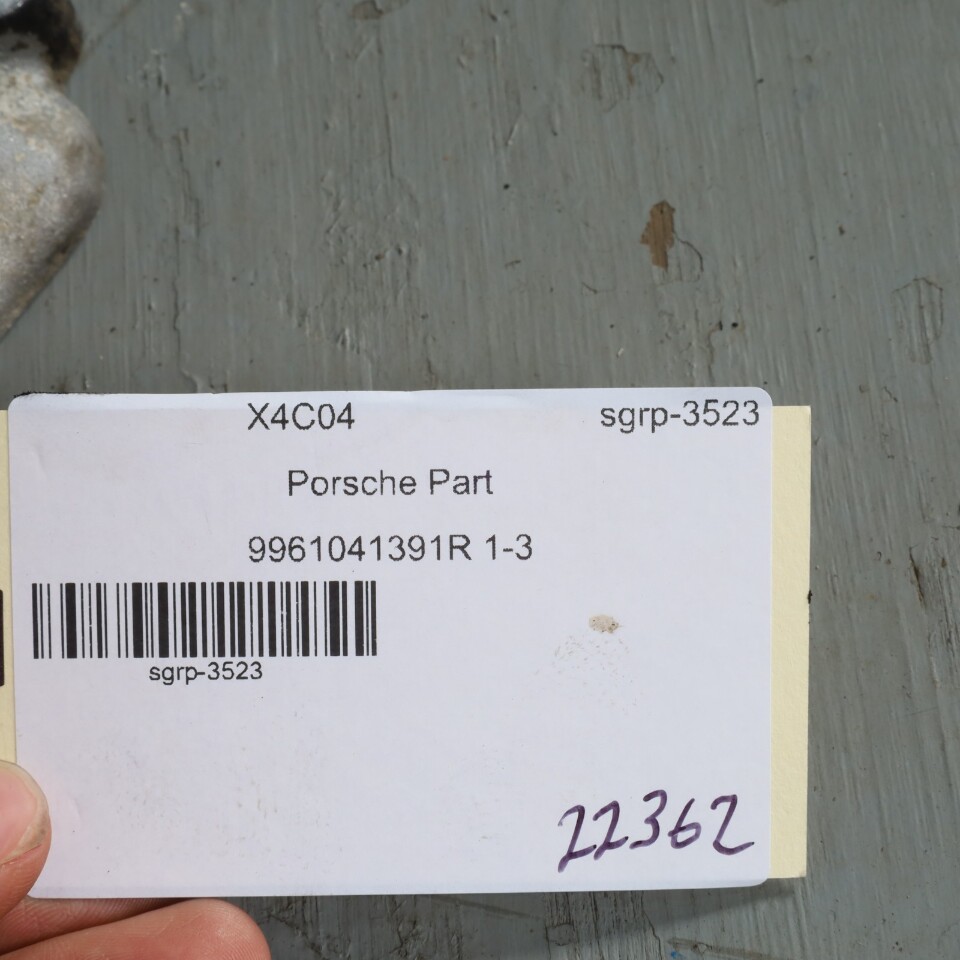 X4C04 sgrp-3523
Porsche Part
9961041391R 1-3
sgrp-3523
22362